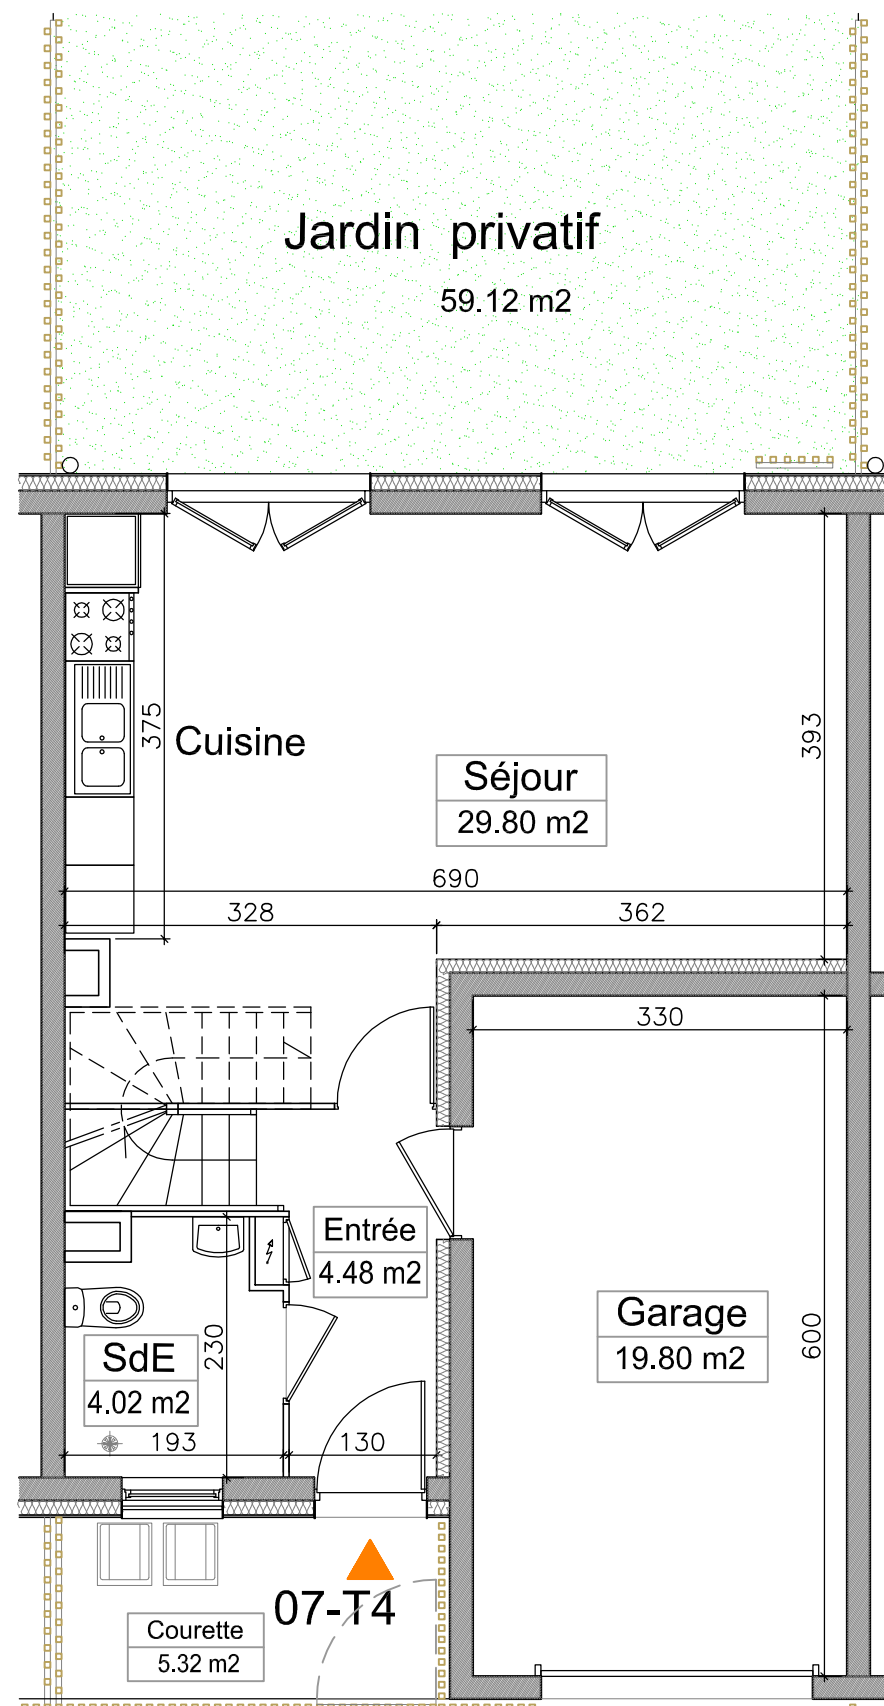 Jardin privatif
59.12 m2
375
Cuisine
393
Séjour
29.80 m2
690
328
362
330
Entrée
4.48 m2
230
SdE
4.02 m2
Garage
19.80 m2
600
193
130
07-T4
Courette
5.32 m2